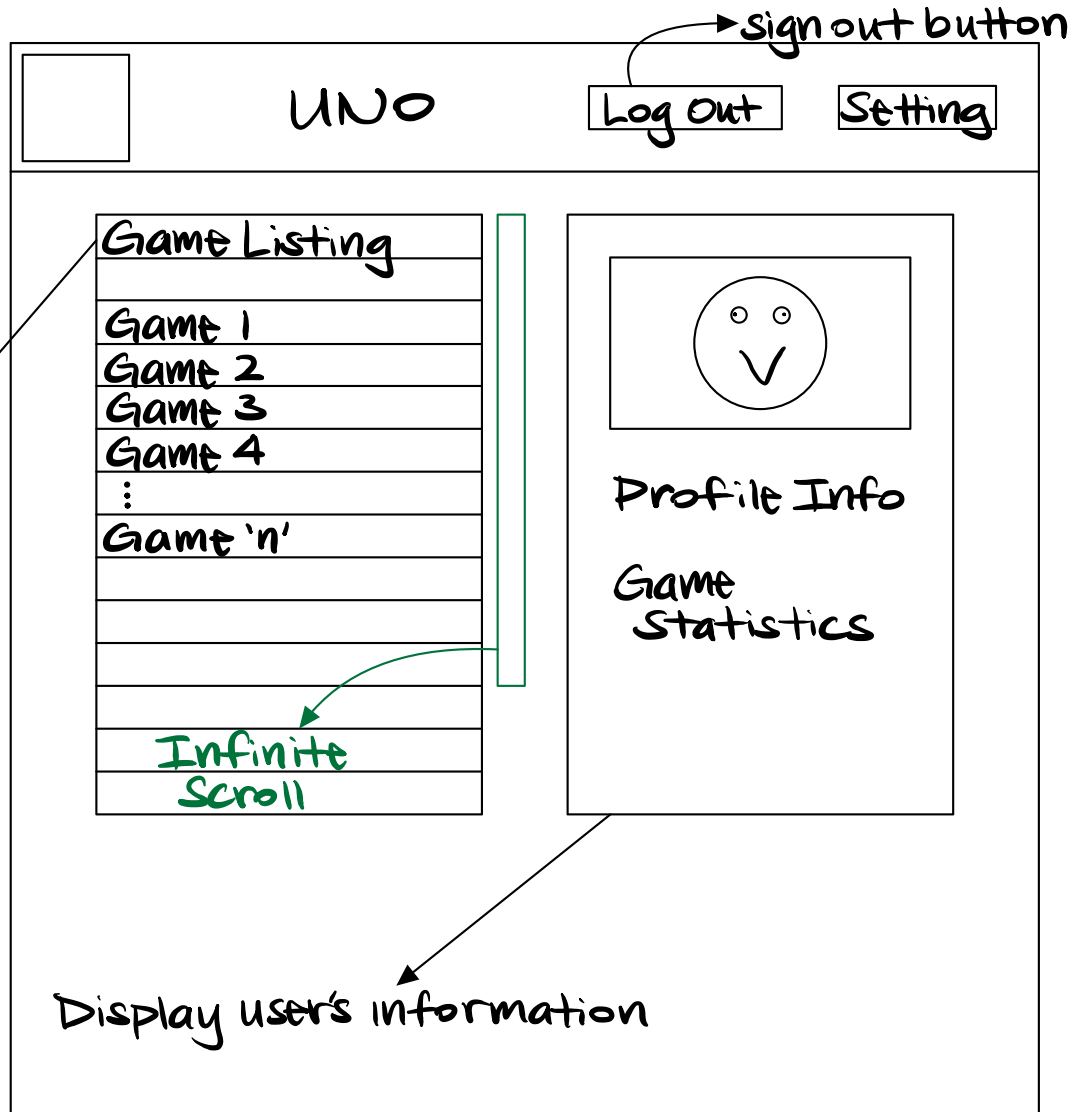 sign out button
UNO
Log Out
Setting
Game Listing
Game 1
Game 2
Game 3
Game 4
⋮
Game 'n'
Infinite
Scroll
Profile Info
Game
Statistics
Display user's information